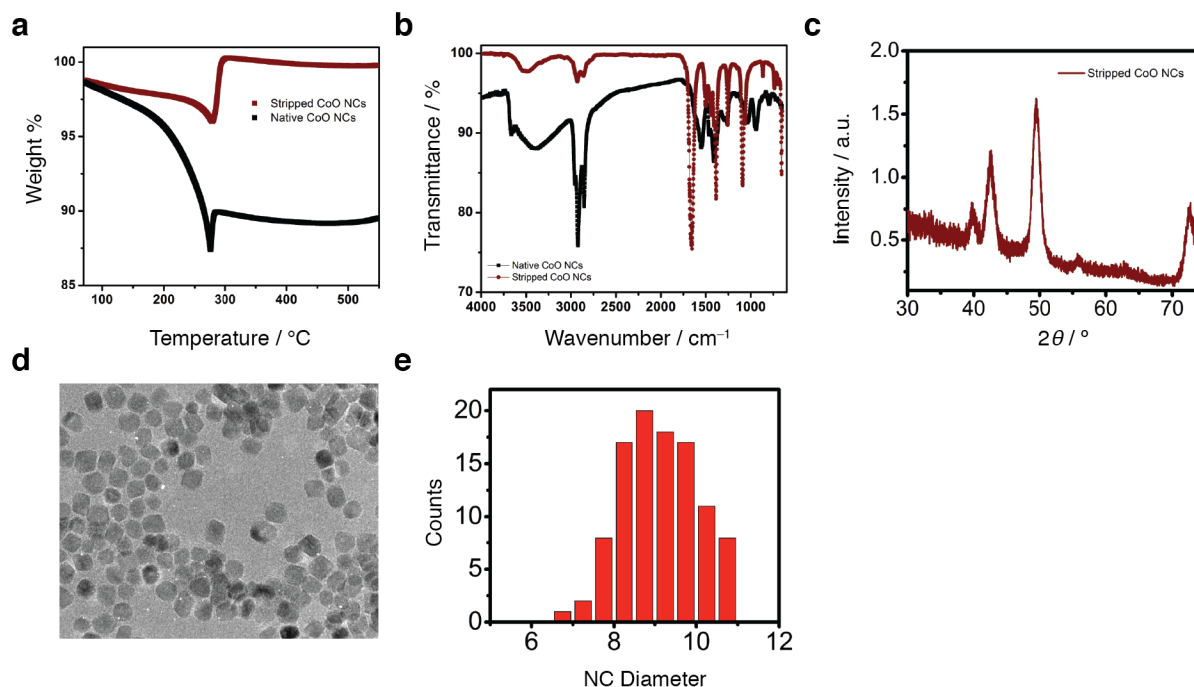 a
100
95
90
85
Weight %
Stripped CoO NCs
Native CoO NCs
100 200 300 400 500
Temperature / °C
b
100
90
80
70
Transmittance / %
Native CoO NCs
Stripped CoO NCs
4000 3500 3000 2500 2000 1500 1000
Wavenumber / cm⁻¹
c
2.0
1.5
1.0
0.5
Intensity / a.u.
Stripped CoO NCs
30 40 50 60 70
2θ / °
d
e
20
15
10
5
0
Counts
6 8 10 12
NC Diameter